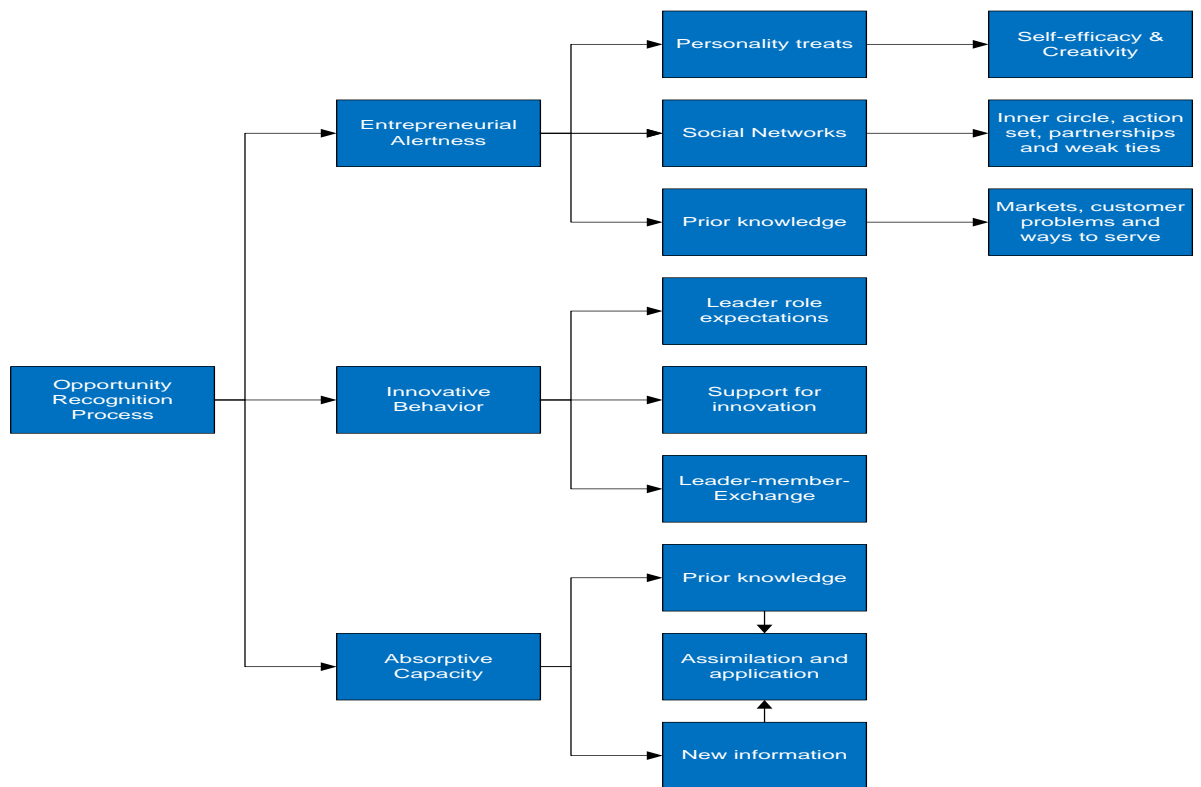 Personality treats
Self-efficacy &
Creativity
Entrepreneurial
Alertness
Social Networks
Inner circle, action
set, partnerships
and weak ties
Prior knowledge
Markets, customer
problems and
ways to serve
Leader role
expectations
Opportunity
Recognition
Process
Innovative
Behavior
Support for
innovation
Leader-member-
Exchange
Prior knowledge
Absorptive
Capacity
Assimilation and
application
New information